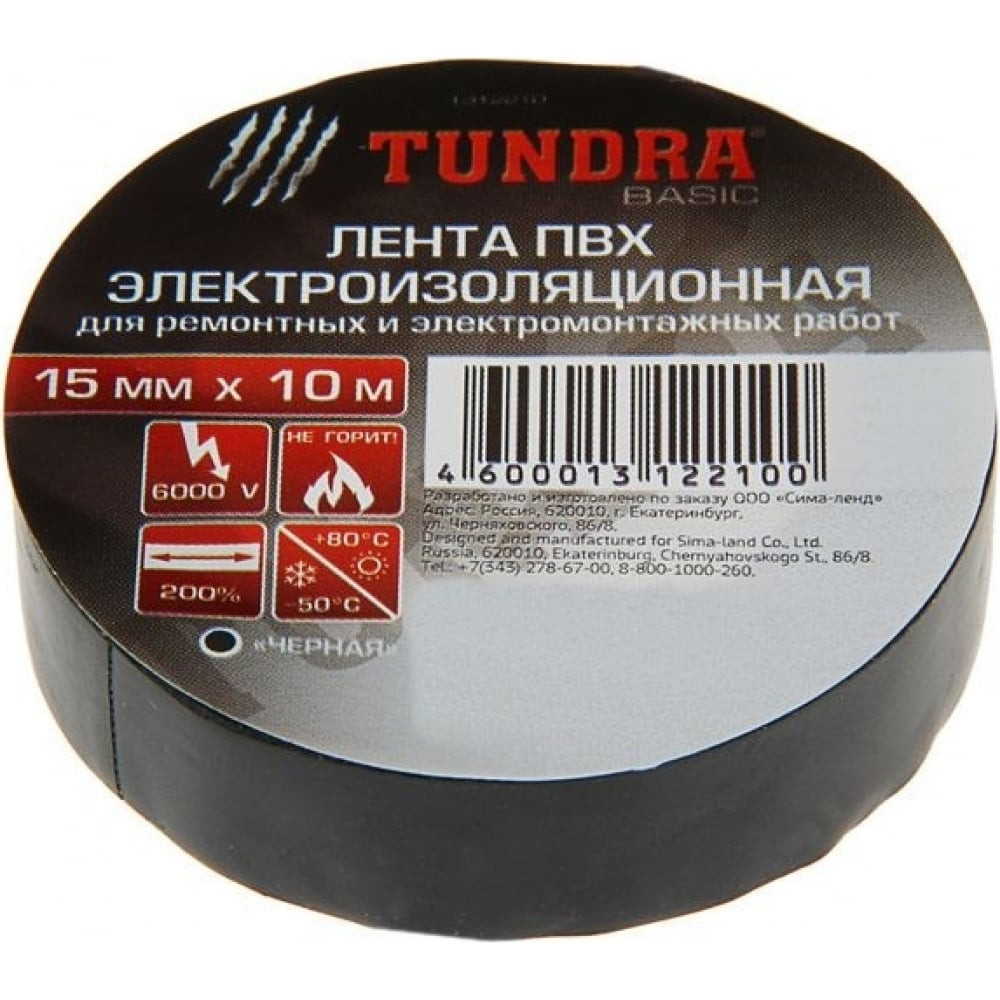 1312210
TUNDRA®
BASIC
ЛЕНТА ПВХ
ЭЛЕКТРОИЗОЛЯЦИОННАЯ
для ремонтных и электромонтажных работ
15 мм х 10 м
6000 V
НЕ ГОРИТ!
200%
+80°C
-50°C
«ЧЕРНАЯ»
4 600013 122100
Разработано и изготовлено по заказу ООО «Сима-ленд»
Адрес: Россия, 620010, г. Екатеринбург,
ул. Черняховского, 86/8.
Designed and manufactured for Sima-land Co., Ltd.
Russia, 620010, Ekaterinburg, Chernyahovskogo St., 86/8.
Tel.: +7(343) 278-67-00, 8-800-1000-260.